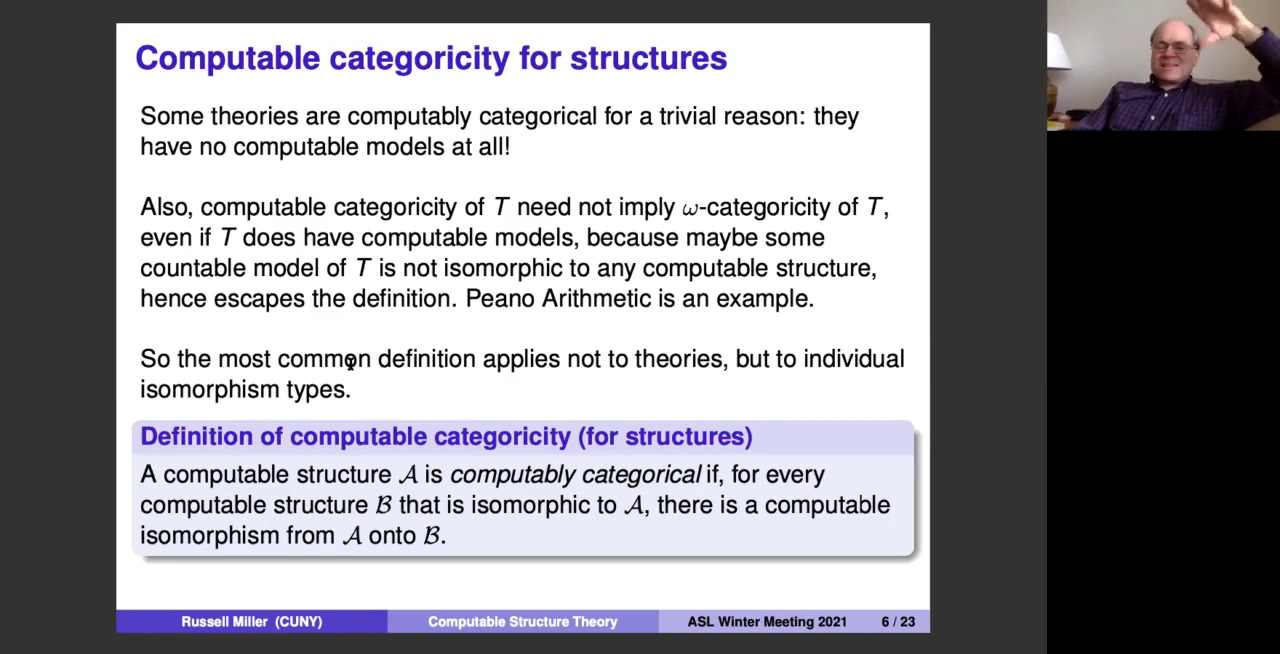 Computable categoricity for structures
Some theories are computably categorical for a trivial reason: they
have no computable models at all!
Also, computable categoricity of T need not imply ω-categoricity of T,
even if T does have computable models, because maybe some
countable model of T is not isomorphic to any computable structure,
hence escapes the definition. Peano Arithmetic is an example.
So the most common definition applies not to theories, but to individual
isomorphism types.
Definition of computable categoricity (for structures)
A computable structure 𝒜 is computably categorical if, for every
computable structure ℬ that is isomorphic to 𝒜, there is a computable
isomorphism from 𝒜 onto ℬ.
Russell Miller (CUNY) Computable Structure Theory ASL Winter Meeting 2021 6 / 23